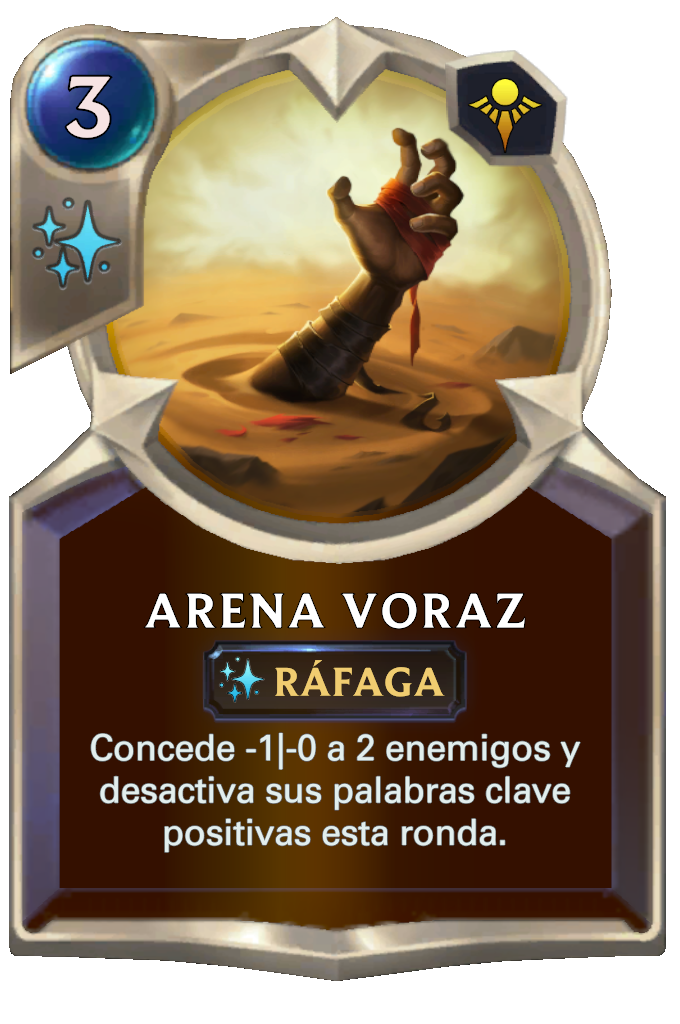 3
ARENA VORAZ
RÁFAGA
Concede -1|-0 a 2 enemigos y
desactiva sus palabras clave
positivas esta ronda.